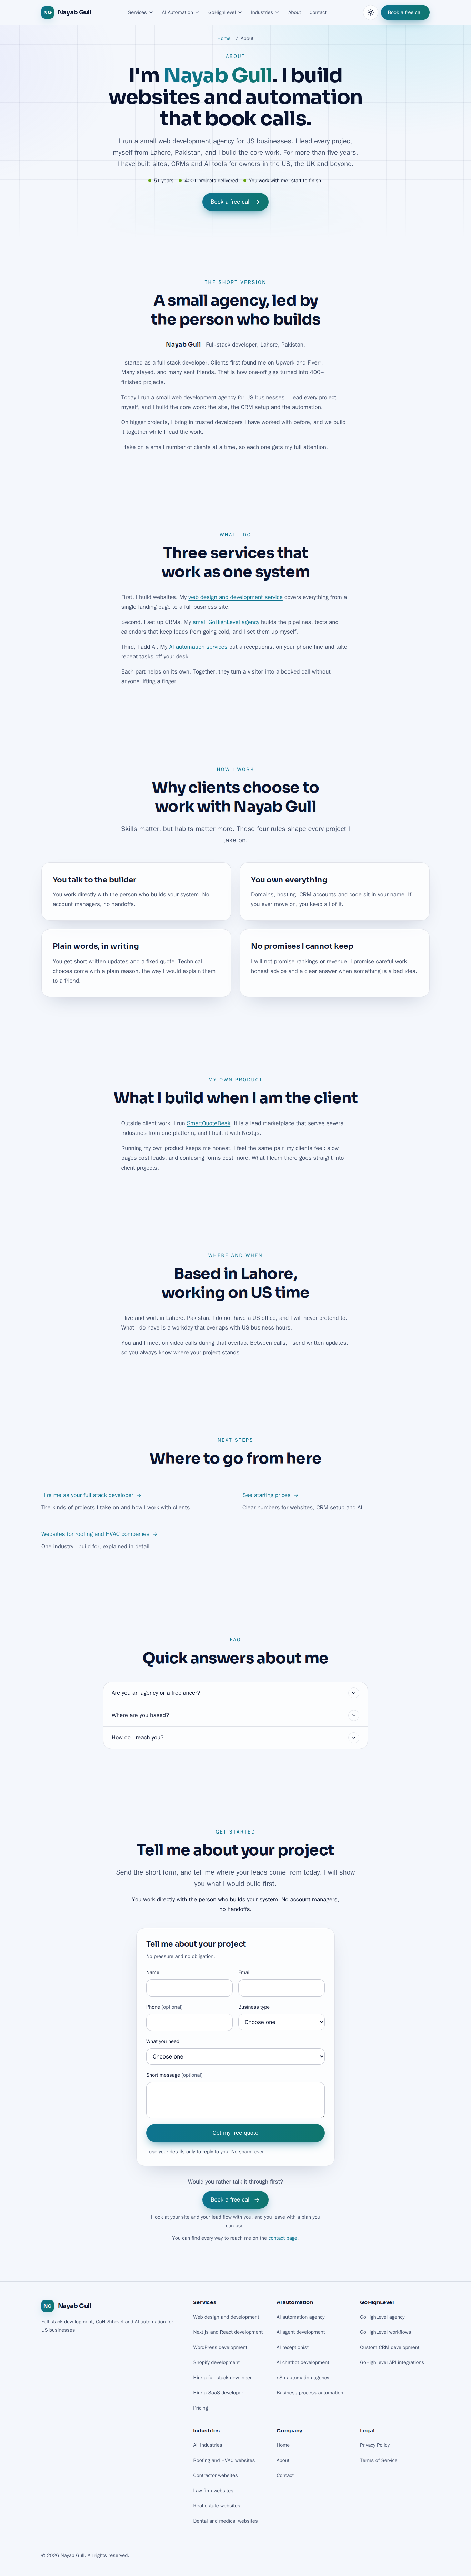 NG Nayab Gull Services AI Automation GoHighLevel Industries About Contact Book a free call
Home / About
ABOUT
I'm Nayab Gull. I build
websites and automation
that book calls.
I run a small web development agency for US businesses. I lead every project
myself from Lahore, Pakistan, and I build the core work. For more than five years,
I have built sites, CRMs and AI tools for owners in the US, the UK and beyond.
5+ years 400+ projects delivered You work with me, start to finish.
Book a free call →
THE SHORT VERSION
A small agency, led by
the person who builds
Nayab Gull · Full-stack developer, Lahore, Pakistan.
I started as a full-stack developer. Clients first found me on Upwork and Fiverr.
Many stayed, and many sent friends. That is how one-off gigs turned into 400+
finished projects.
Today I run a small web development agency for US businesses. I lead every project
myself, and I build the core work: the site, the CRM setup and the automation.
On bigger projects, I bring in trusted developers I have worked with before, and we build
it together while I lead the work.
I take on a small number of clients at a time, so each one gets my full attention.
WHAT I DO
Three services that
work as one system
First, I build websites. My web design and development service covers everything from a
single landing page to a full business site.
Second, I set up CRMs. My small GoHighLevel agency builds the pipelines, texts and
calendars that keep leads from going cold, and I set them up myself.
Third, I add AI. My AI automation services put a receptionist on your phone line and take
repeat tasks off your desk.
Each part helps on its own. Together, they turn a visitor into a booked call without
anyone lifting a finger.
HOW I WORK
Why clients choose to
work with Nayab Gull
Skills matter, but habits matter more. These four rules shape every project I
take on.
You talk to the builder
You work directly with the person who builds your system. No
account managers, no handoffs.
You own everything
Domains, hosting, CRM accounts and code sit in your name. If
you ever move on, you keep all of it.
Plain words, in writing
You get short written updates and a fixed quote. Technical
choices come with a plain reason, the way I would explain them
to a friend.
No promises I cannot keep
I will not promise rankings or revenue. I promise careful work,
honest advice and a clear answer when something is a bad idea.
MY OWN PRODUCT
What I build when I am the client
Outside client work, I run SmartQuoteDesk. It is a lead marketplace that serves several
industries from one platform, and I built it with Next.js.
Running my own product keeps me honest. I feel the same pain my clients feel: slow
pages cost leads, and confusing forms cost more. What I learn there goes straight into
client projects.
WHERE AND WHEN
Based in Lahore,
working on US time
I live and work in Lahore, Pakistan. I do not have a US office, and I will never pretend to.
What I do have is a workday that overlaps with US business hours.
You and I meet on video calls during that overlap. Between calls, I send written updates,
so you always know where your project stands.
NEXT STEPS
Where to go from here
Hire me as your full stack developer →
The kinds of projects I take on and how I work with clients.
See starting prices →
Clear numbers for websites, CRM setup and AI.
Websites for roofing and HVAC companies →
One industry I build for, explained in detail.
FAQ
Quick answers about me
Are you an agency or a freelancer?
Where are you based?
How do I reach you?
GET STARTED
Tell me about your project
Send the short form, and tell me where your leads come from today. I will show
you what I would build first.
You work directly with the person who builds your system. No account managers,
no handoffs.
Tell me about your project
No pressure and no obligation.
Name Email
Phone (optional) Business type
Choose one
What you need
Choose one
Short message (optional)
Get my free quote
I use your details only to reply to you. No spam, ever.
Would you rather talk it through first?
Book a free call →
I look at your site and your lead flow with you, and you leave with a plan you
can use.
You can find every way to reach me on the contact page.
NG Nayab Gull
Full-stack development, GoHighLevel and AI automation for
US businesses.
Services
Web design and development
Next.js and React development
WordPress development
Shopify development
Hire a full stack developer
Hire a SaaS developer
Pricing
AI automation
AI automation agency
AI agent development
AI receptionist
AI chatbot development
n8n automation agency
Business process automation
GoHighLevel
GoHighLevel agency
GoHighLevel workflows
Custom CRM development
GoHighLevel API integrations
Industries
All industries
Roofing and HVAC websites
Contractor websites
Law firm websites
Real estate websites
Dental and medical websites
Company
Home
About
Contact
Legal
Privacy Policy
Terms of Service
© 2026 Nayab Gull. All rights reserved.